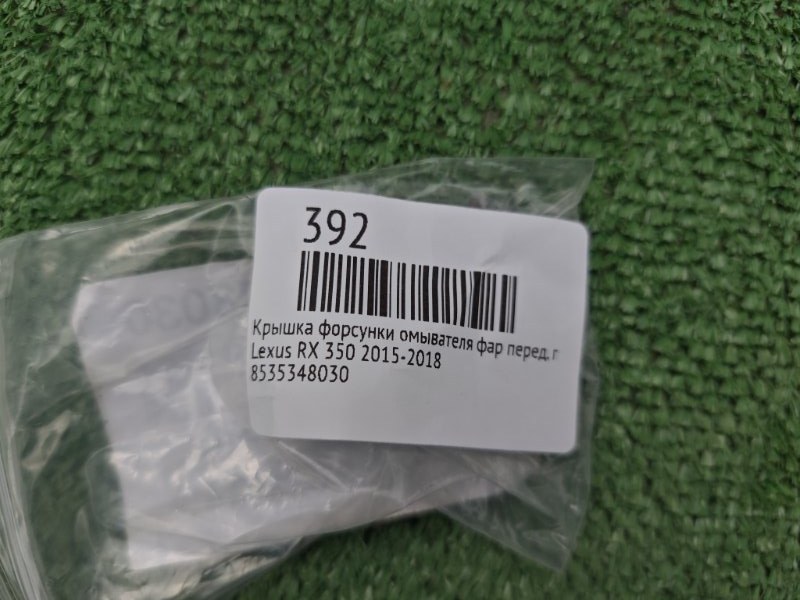 392
Крышка форсунки омывателя фар перед, г
Lexus RX 350 2015-2018
8535348030